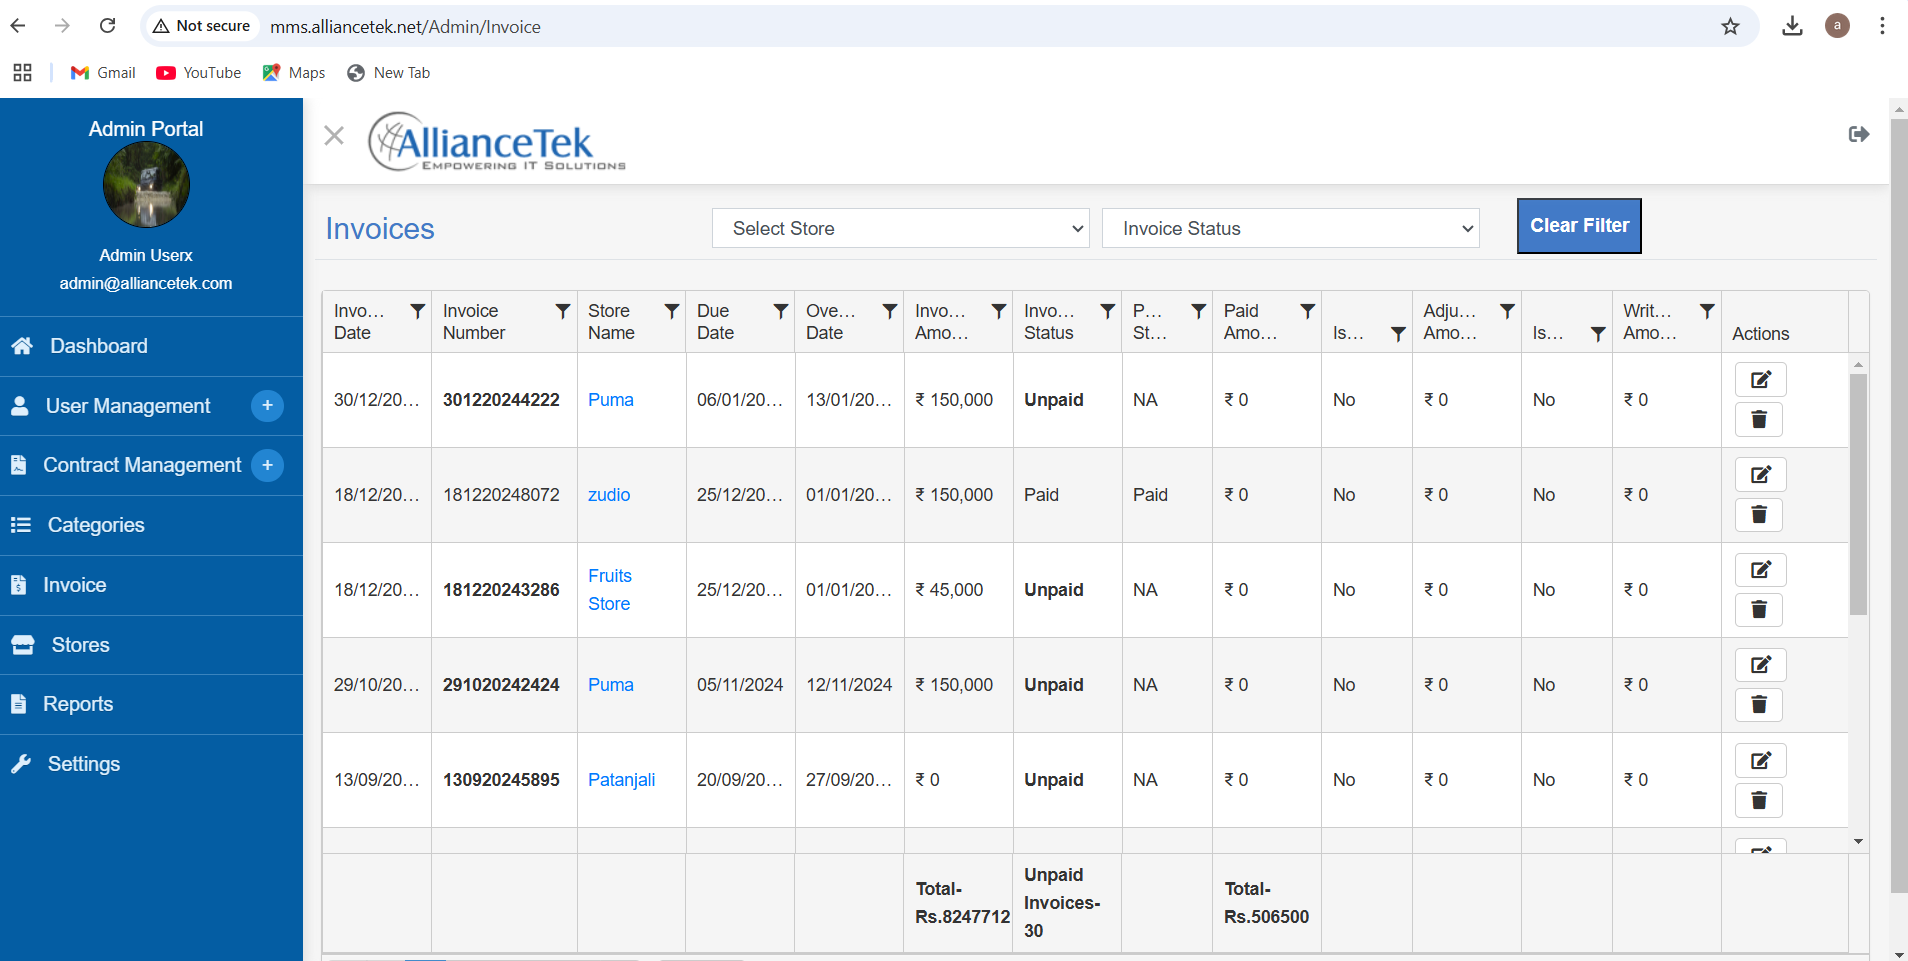 Not secure mms.alliancetek.net/Admin/Invoice a
Gmail YouTube Maps New Tab
Admin Portal
Admin Userx
admin@alliancetek.com
Dashboard
User Management +
Contract Management +
Categories
Invoice
Stores
Reports
Settings
AllianceTek
EMPOWERING IT SOLUTIONS
Invoices Select Store Invoice Status Clear Filter
Invo... Date Invoice Number Store Name Due Date Ove... Date Invo... Amo... Invo... Status P... St... Paid Amo... Is... Adju... Amo... Is... Writ... Amo... Actions
30/12/20... 301220244222 Puma 06/01/20... 13/01/20... ₹ 150,000 Unpaid NA ₹ 0 No ₹ 0 No ₹ 0
18/12/20... 181220248072 zudio 25/12/20... 01/01/20... ₹ 150,000 Paid Paid ₹ 0 No ₹ 0 No ₹ 0
18/12/20... 181220243286 Fruits Store 25/12/20... 01/01/20... ₹ 45,000 Unpaid NA ₹ 0 No ₹ 0 No ₹ 0
29/10/20... 291020242424 Puma 05/11/2024 12/11/2024 ₹ 150,000 Unpaid NA ₹ 0 No ₹ 0 No ₹ 0
13/09/20... 130920245895 Patanjali 20/09/20... 27/09/20... ₹ 0 Unpaid NA ₹ 0 No ₹ 0 No ₹ 0
Total-Rs.8247712 Unpaid Invoices-30 Total-Rs.506500